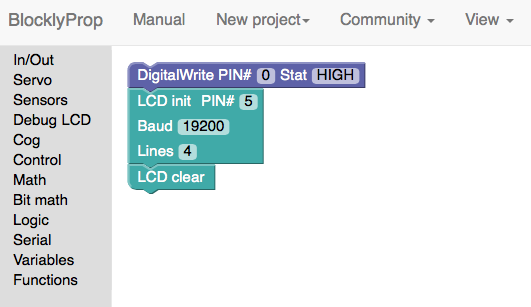 BlocklyProp Manual New project Community View
In/Out
Servo
Sensors
Debug LCD
Cog
Control
Math
Bit math
Logic
Serial
Variables
Functions
DigitalWrite PIN# 0 Stat HIGH
LCD init PIN# 5
Baud 19200
Lines 4
LCD clear